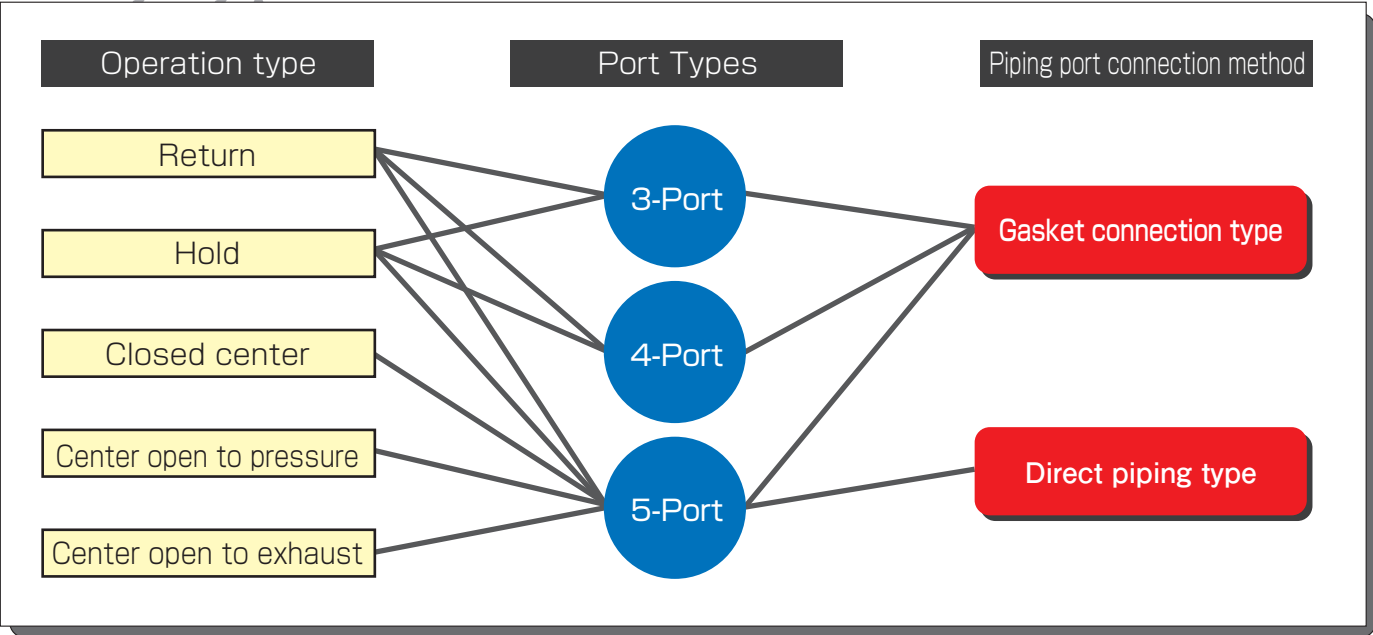 Operation type
Port Types
Piping port connection method
Return
Hold
Closed center
Center open to pressure
Center open to exhaust
3-Port
4-Port
5-Port
Gasket connection type
Direct piping type